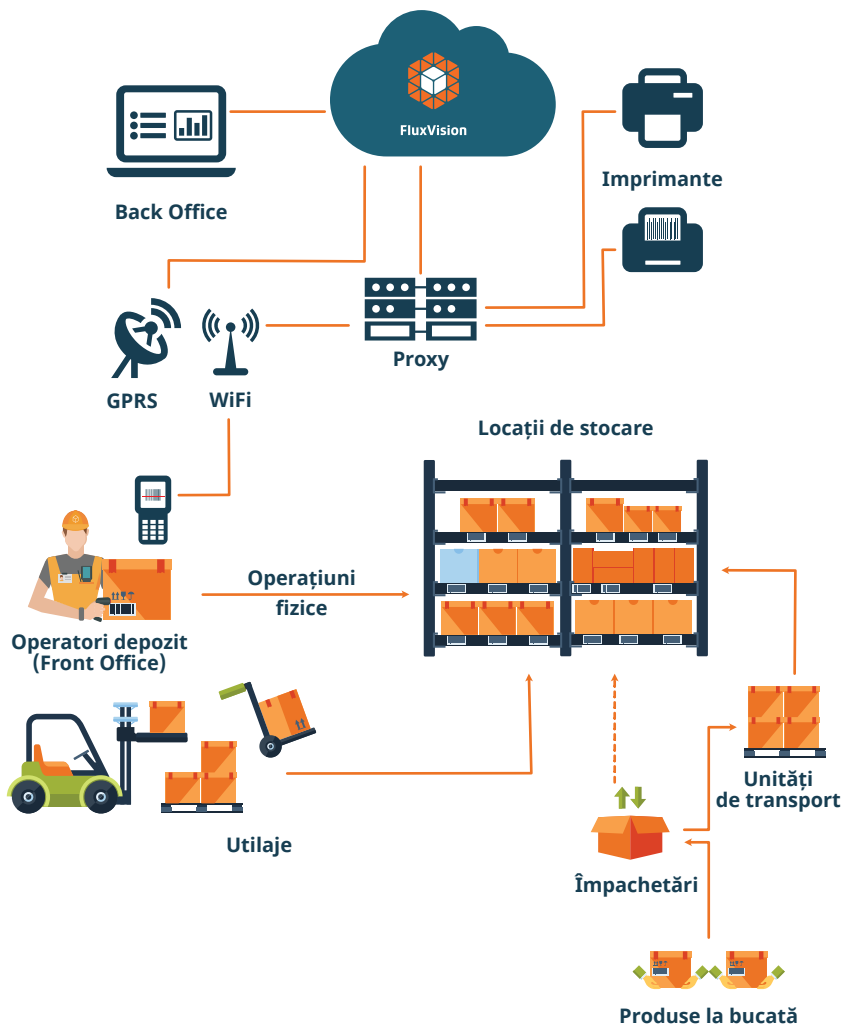 FluxVision
Back Office
Imprimante
Proxy
GPRS
WiFi
Locații de stocare
Operațiuni
fizice
Operatori depozit
(Front Office)
Unități
de transport
Utilaje
Împachetări
Produse la bucată